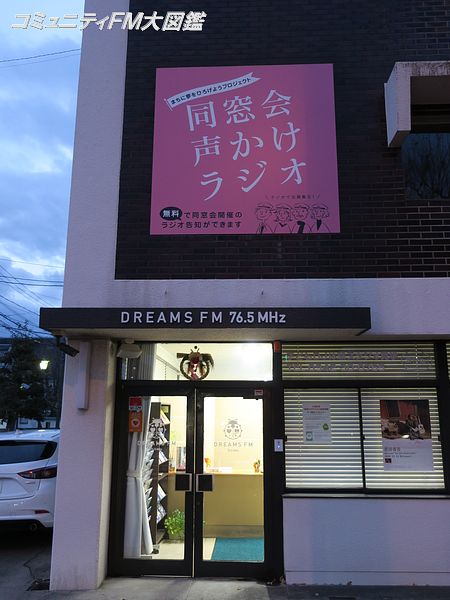 コミュニティFM大図鑑
まちに夢をひろげようプロジェクト
同窓会
声かけ
ラジオ
無料で同窓会開催の
ラジオ告知ができます
DREAMS FM 76.5 MHz
DREAMS FM